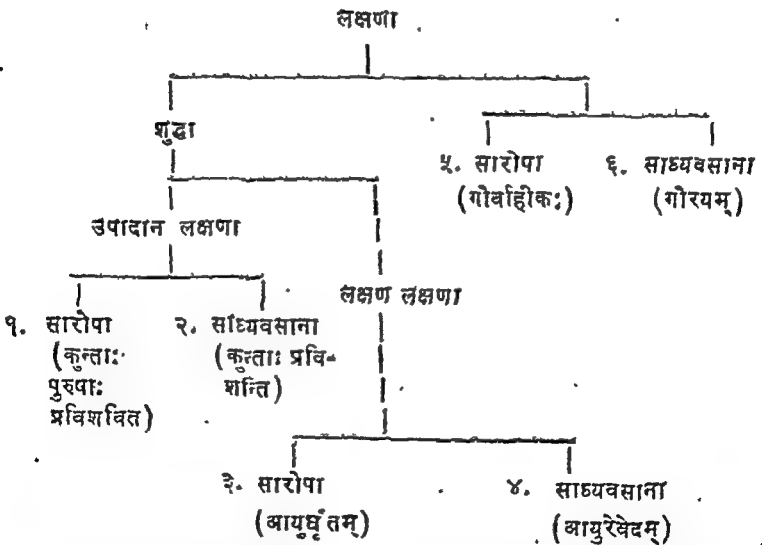 लक्षणा
शुद्धा
५. सारोपा
(गौर्वाहीकः)
६. साध्यवसाना
(गौरयम्)
उपादान लक्षणा
लक्षण लक्षणा
१. सारोपा
(कुन्ताः
पुरुषाः
प्रविशवित)
२. साध्यवसाना
(कुन्ताः प्रवि-
शन्ति)
३. सारोपा
(आयुर्घृतम्)
४. साध्यवसाना
(आयुरेवेदम्)